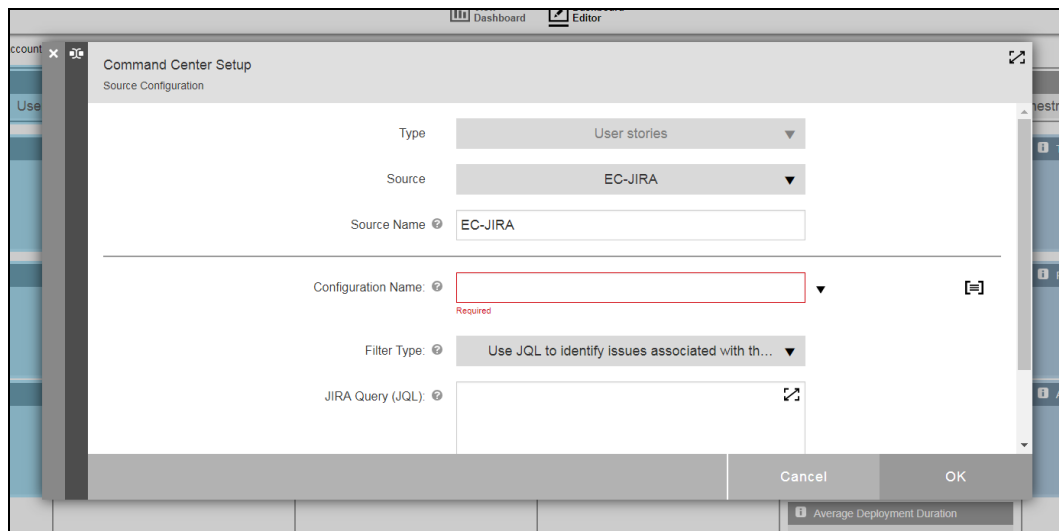 Dashboard
Editor
ccount
Command Center Setup
Source Configuration
Use
Type
User stories
Source
EC-JIRA
Source Name
EC-JIRA
Configuration Name:
Required
Filter Type:
Use JQL to identify issues associated with th...
JIRA Query (JQL):
Cancel
OK
Average Deployment Duration